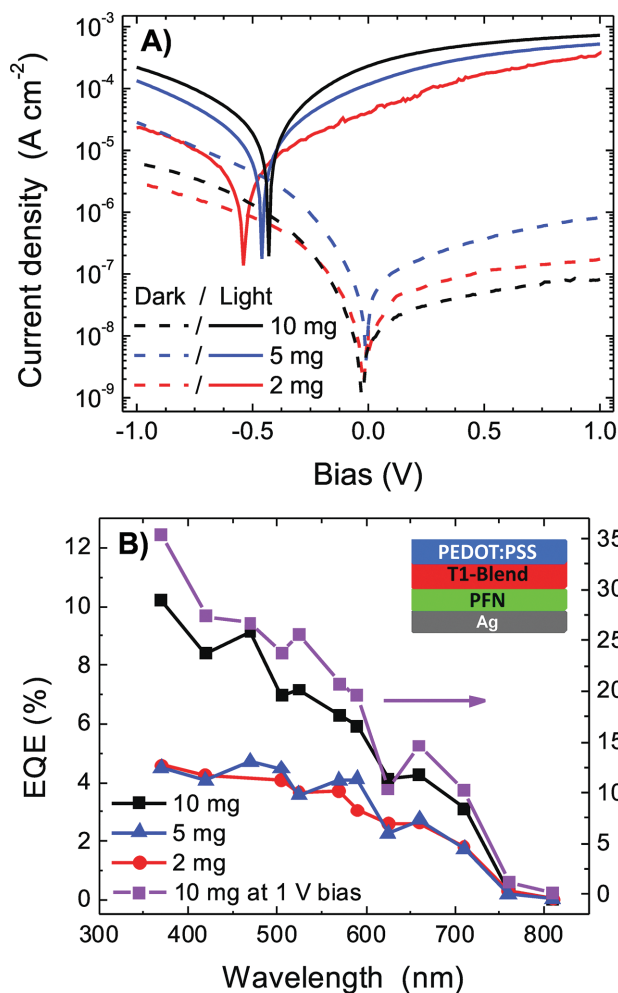 A)
Current density (A cm⁻²)
10⁻³
10⁻⁴
10⁻⁵
10⁻⁶
10⁻⁷
10⁻⁸
10⁻⁹
Dark / Light
10 mg
5 mg
2 mg
-1.0 -0.5 0.0 0.5 1.0
Bias (V)
B)
EQE (%)
12
10
8
6
4
2
0
35
30
25
20
15
10
5
0
PEDOT:PSS
T1-Blend
PFN
Ag
10 mg
5 mg
2 mg
10 mg at 1 V bias
300 400 500 600 700 800
Wavelength (nm)